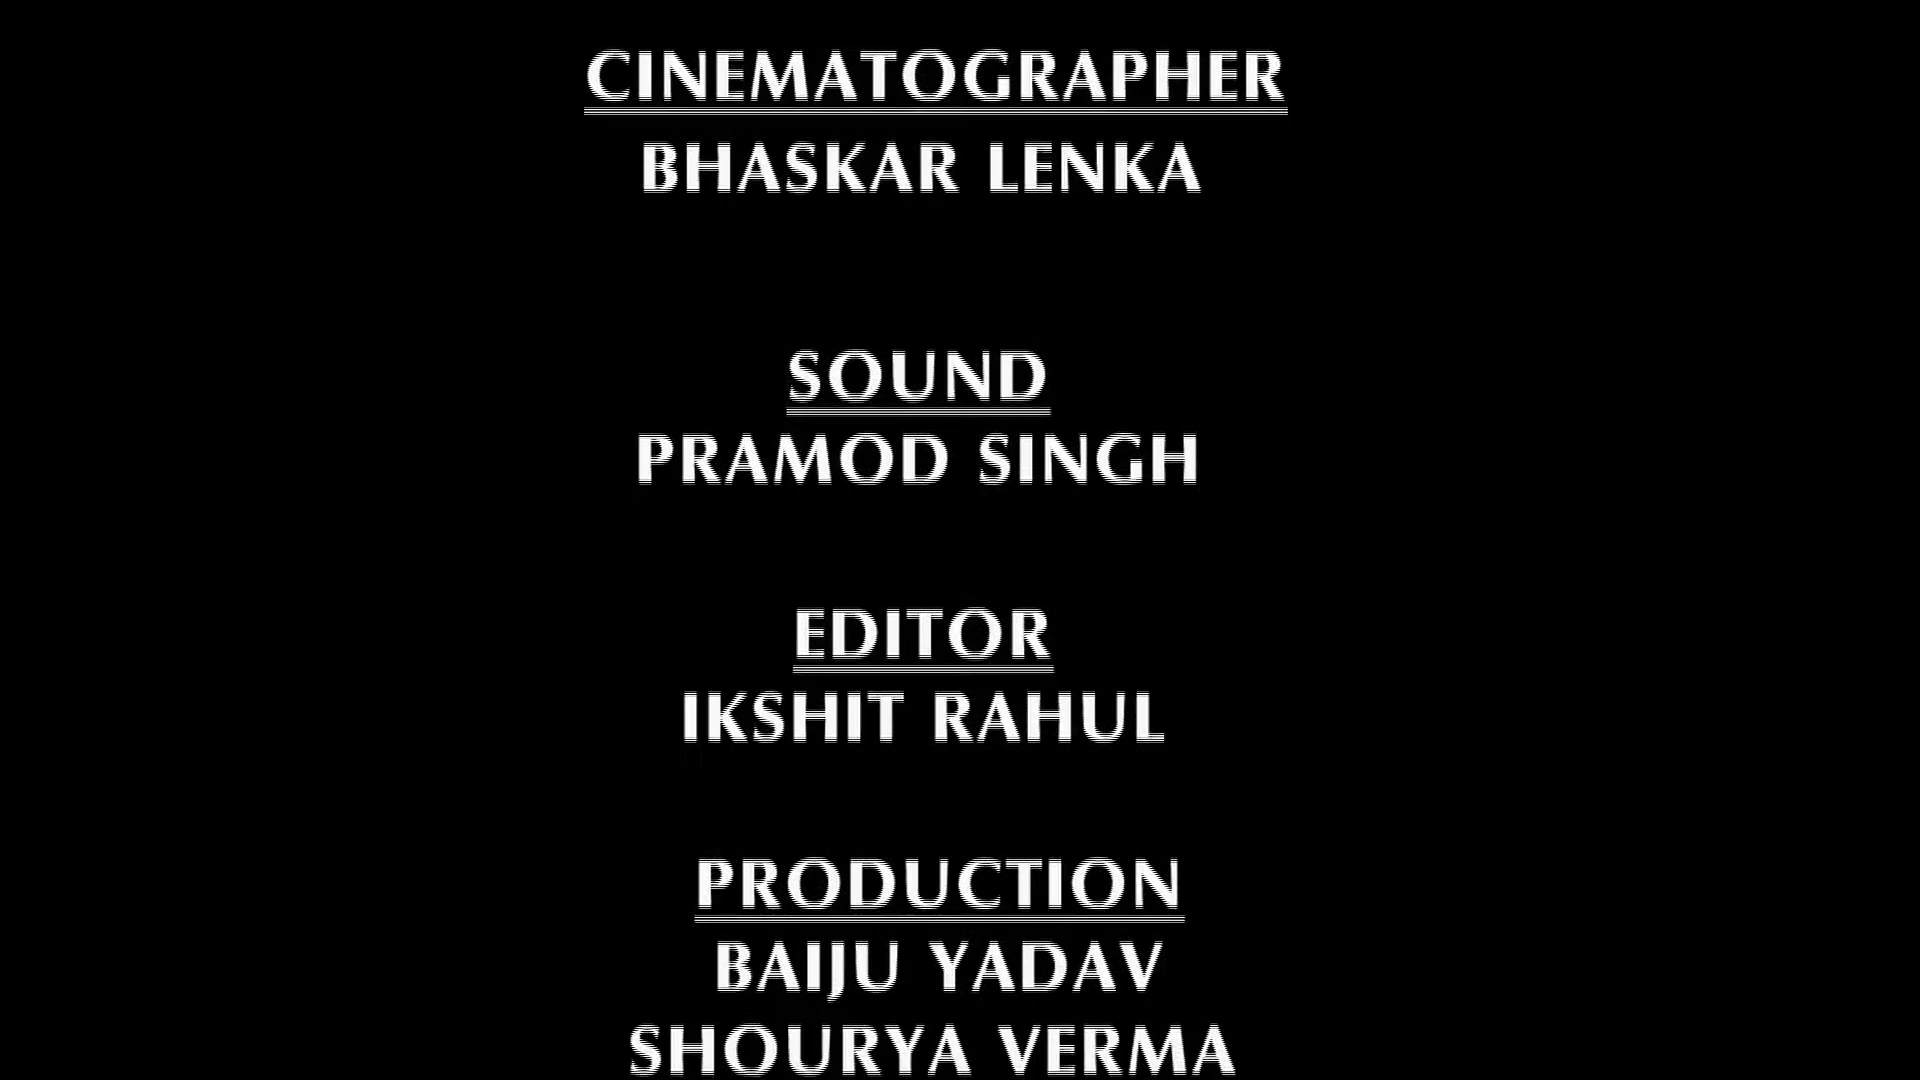 CINEMATOGRAPHER
BHASKAR LENKA
SOUND
PRAMOD SINGH
EDITOR
IKSHIT RAHUL
PRODUCTION
BAIJU YADAV
SHOURYA VERMA